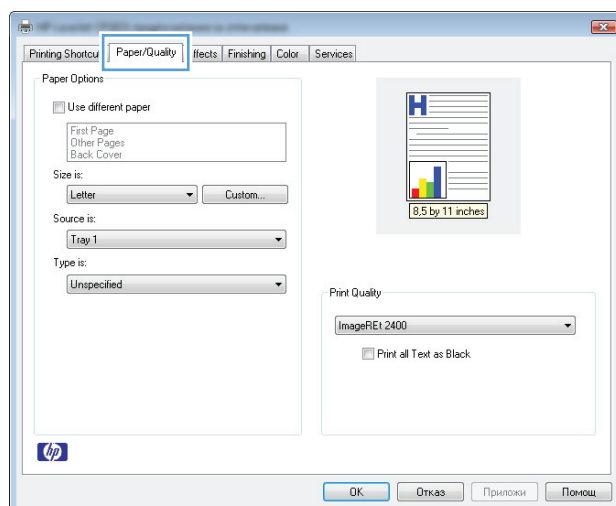 Printing Shortcu Paper/Quality ffects Finishing Color Services
Paper Options
Use different paper
First Page
Other Pages
Back Cover
Size is:
Letter Custom...
Source is:
Tray 1
Type is:
Unspecified
H
8,5 by 11 inches
Print Quality
ImageREt 2400
Print all Text as Black
hp
OK Отказ Приложи Помощ